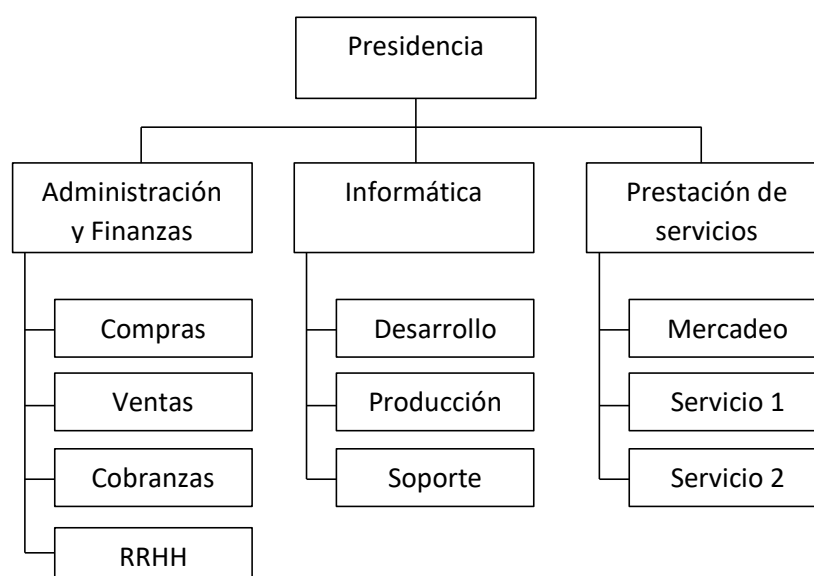 Presidencia
Administración
y Finanzas
Informática
Prestación de
servicios
Compras
Ventas
Cobranzas
RRHH
Desarrollo
Producción
Soporte
Mercadeo
Servicio 1
Servicio 2